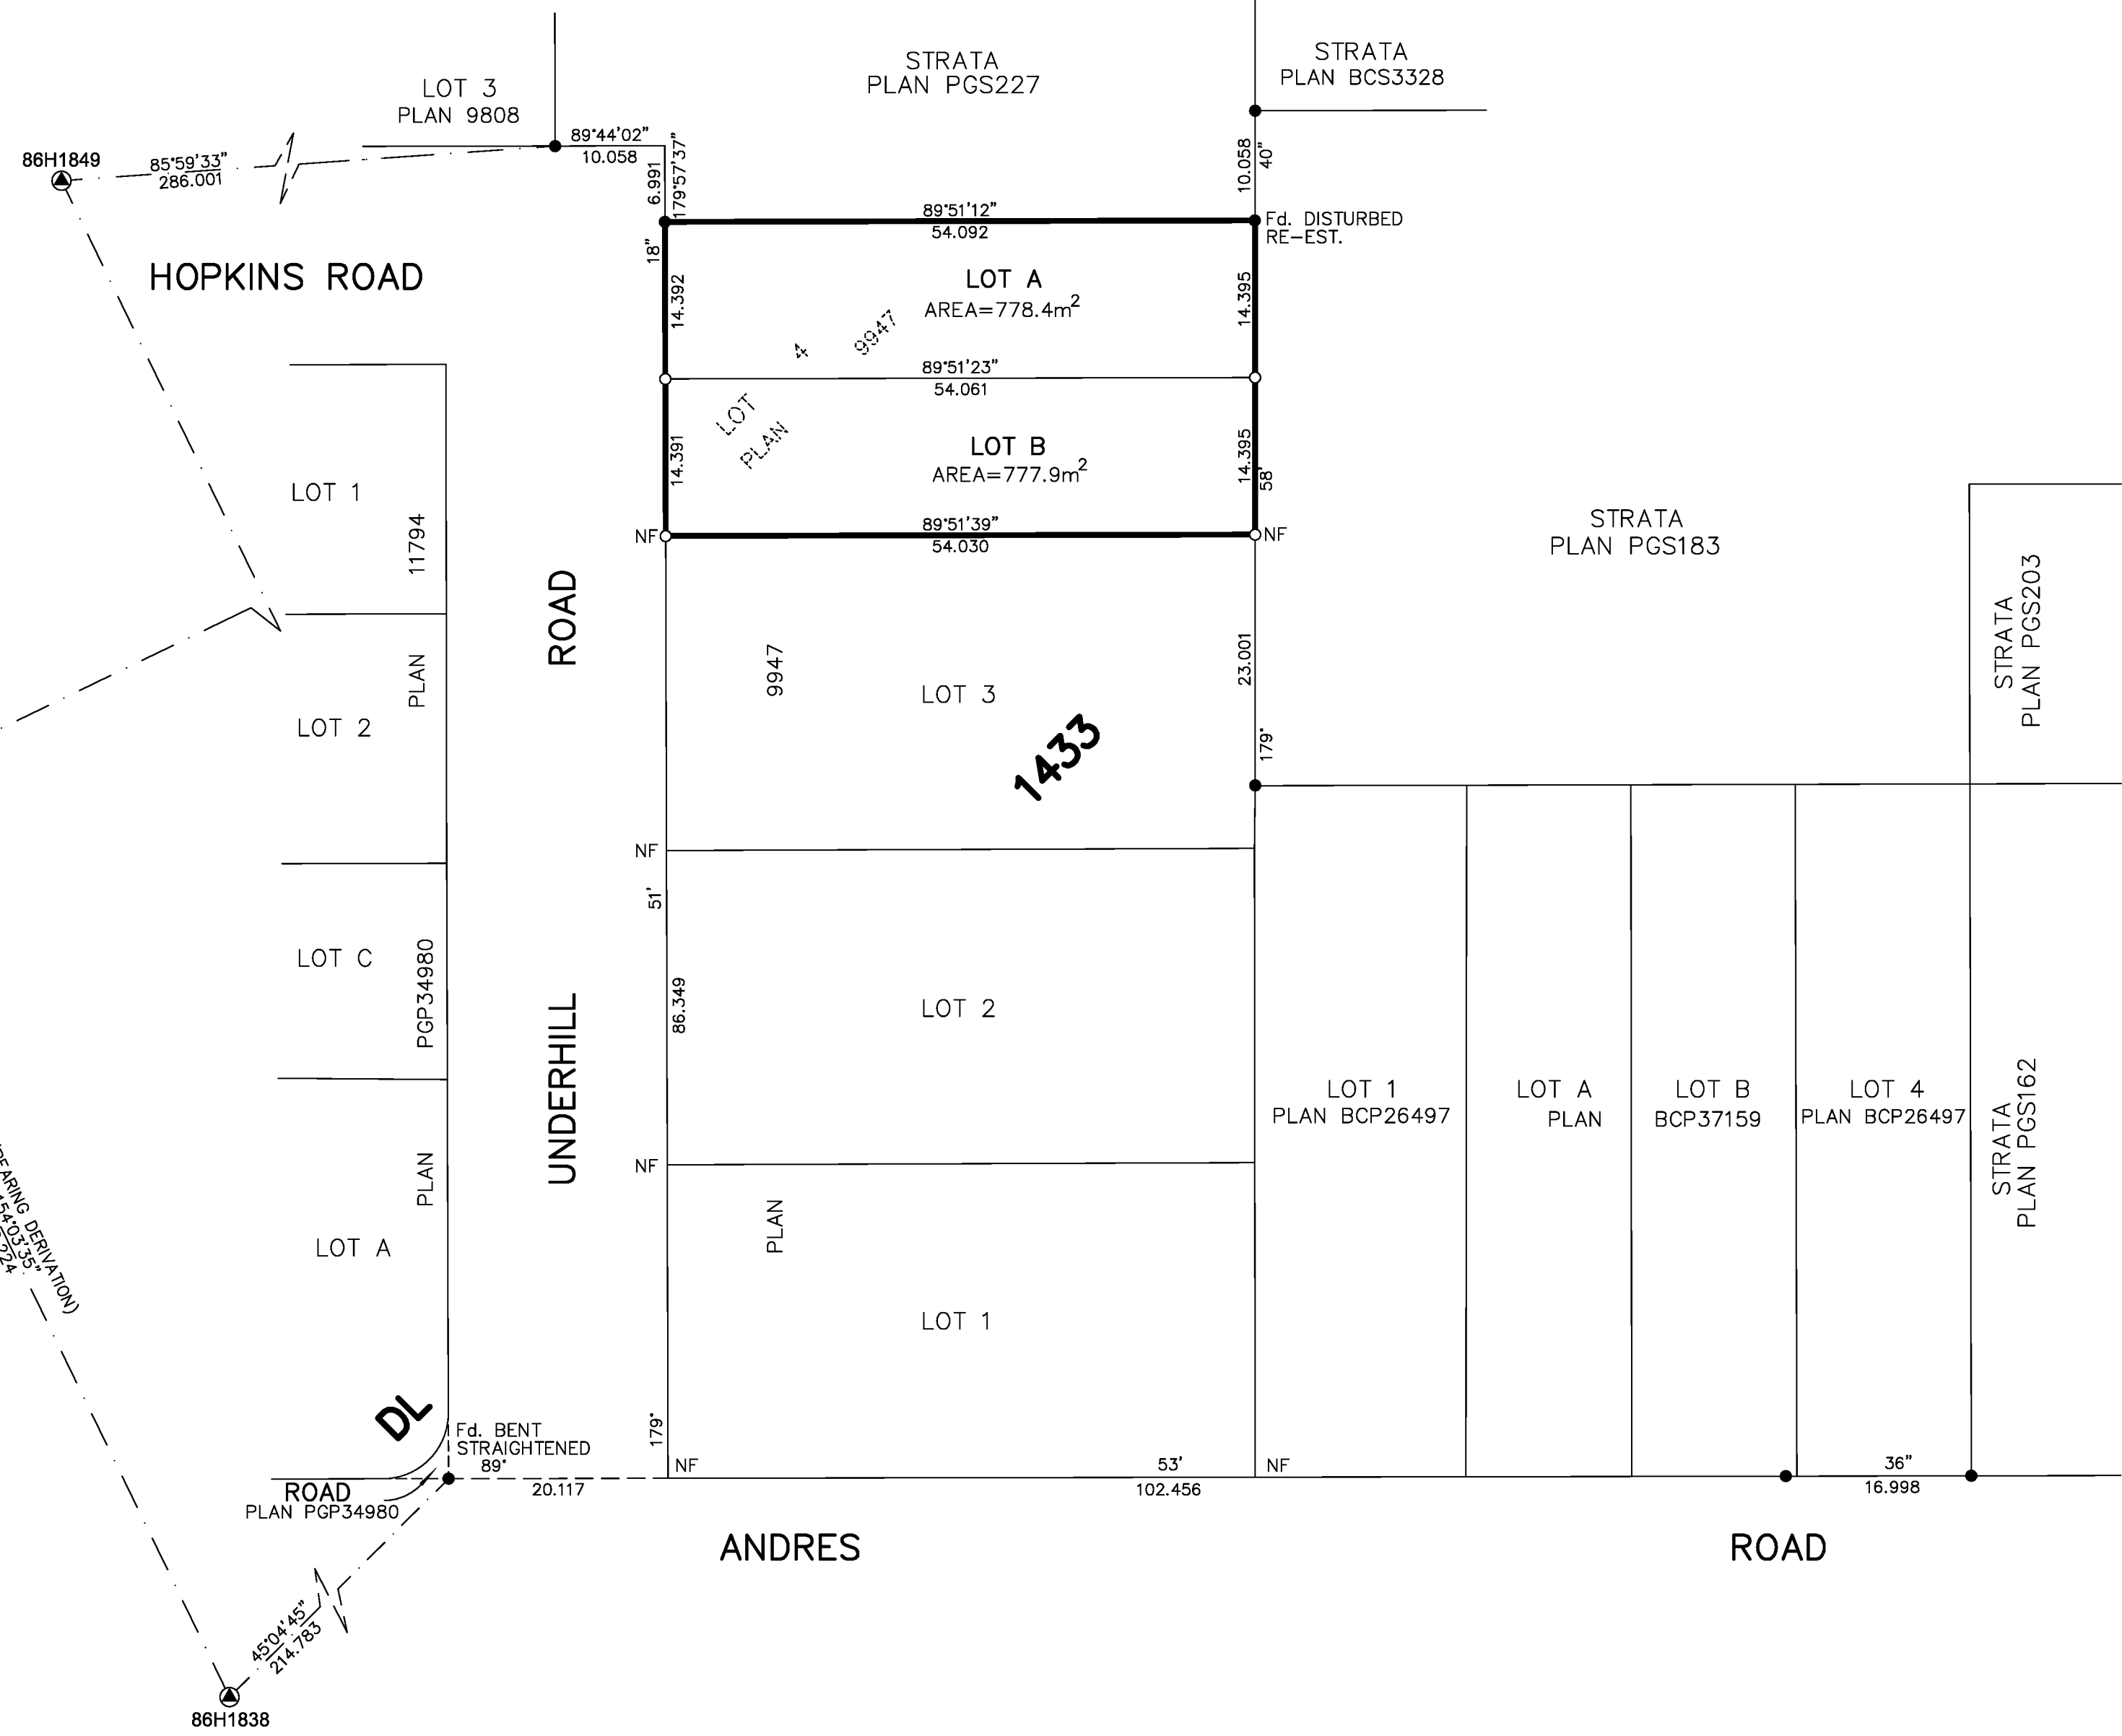 STRATA
PLAN PGS227
STRATA
PLAN BCS3328
LOT 3
PLAN 9808
86H1849
85°59'33"
286.001
89°44'02"
10.058
6.991
179°57'37"
10.058
40"
HOPKINS ROAD
89°51'12"
54.092
Fd. DISTURBED
RE-EST.
18"
14.392
LOT A
AREA=778.4m²
14.395
LOT 4
PLAN 9947
89°51'23"
54.061
14.391
LOT B
AREA=777.9m²
14.395
58'
NF
89°51'39"
54.030
NF
LOT 1
11794
PLAN
LOT 2
STRATA
PLAN PGS183
STRATA
PLAN PGS203
9947
LOT 3
23.001
179°
1433
NF
51'
86.349
LOT 2
LOT C
PGP34980
PLAN
LOT A
UNDERHILL ROAD
NF
PLAN
LOT 1
LOT 1
PLAN BCP26497
LOT A
PLAN
LOT B
BCP37159
LOT 4
PLAN BCP26497
STRATA
PLAN PGS162
DERIVATION)
154°03'35"
DL
Fd. BENT
STRAIGHTENED
89°
179°
NF
53'
NF
36"
ROAD
PLAN PGP34980
20.117
102.456
16.998
ANDRES ROAD
45°04'45"
214.783
86H1838